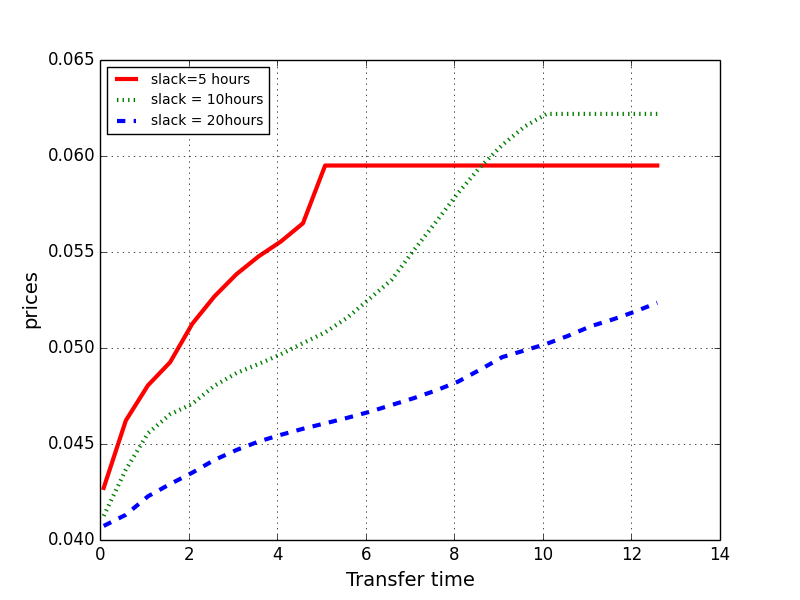 0.065
0.060
0.055
0.050
0.045
0.040
prices
slack=5 hours
slack = 10hours
slack = 20hours
0 2 4 6 8 10 12 14
Transfer time